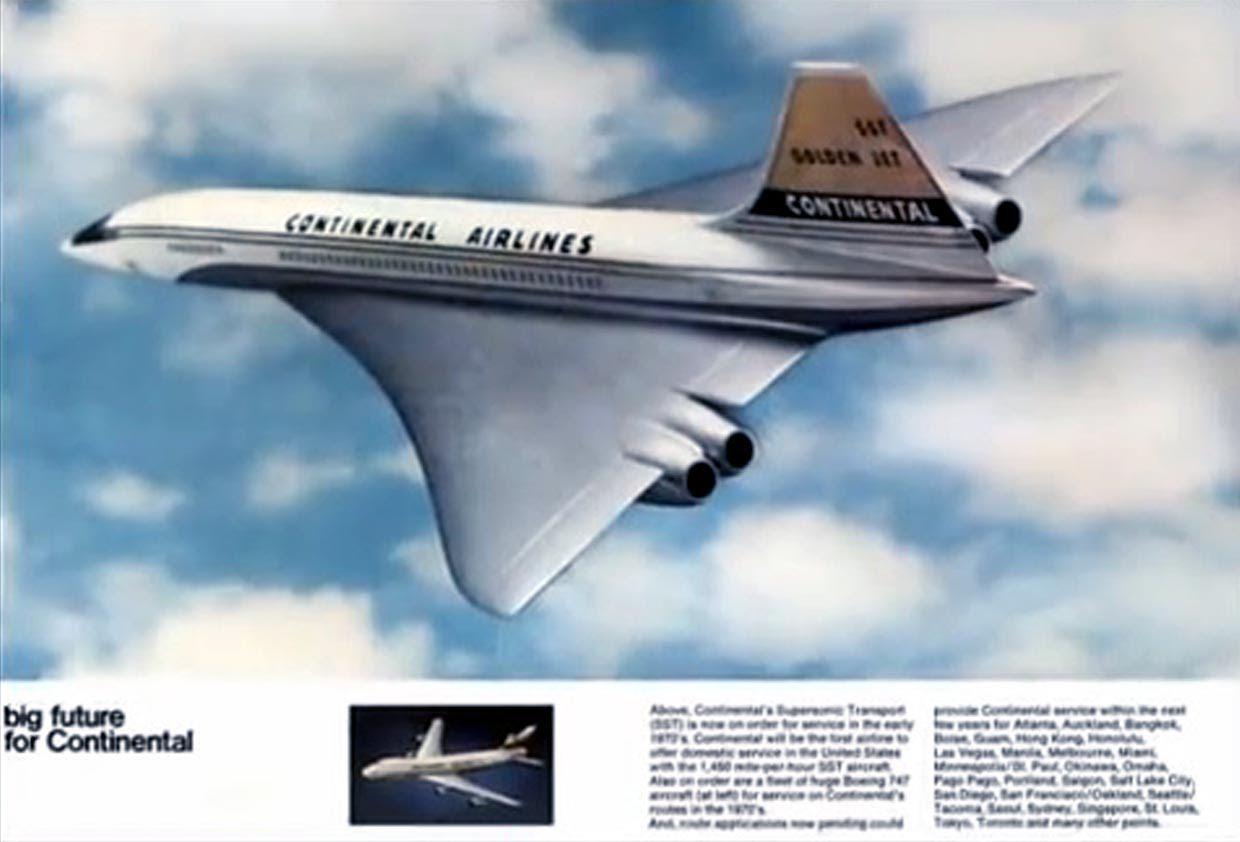 SST
GOLDEN JET
CONTINENTAL
CONTINENTAL AIRLINES
big future
for Continental
Above, Continental's Supersonic Transport
(SST) is now on order for service in the early
1970's. Continental will be the first airline to
offer domestic service in the United States
with the 1,450 mile-per-hour SST aircraft.
Also on order are a fleet of huge Boeing 747
aircraft (at left) for service on Continental's
routes in the 1970's.
And, route applications now pending could
provide Continental service within the next
few years for Atlanta, Auckland, Bangkok,
Boise, Guam, Hong Kong, Honolulu,
Las Vegas, Manila, Melbourne, Miami,
Minneapolis/St. Paul, Okinawa, Omaha,
Pago Pago, Portland, Saigon, Salt Lake City,
San Diego, San Francisco/Oakland, Seattle/
Tacoma, Seoul, Sydney, Singapore, St. Louis,
Tokyo, Toronto and many other points.